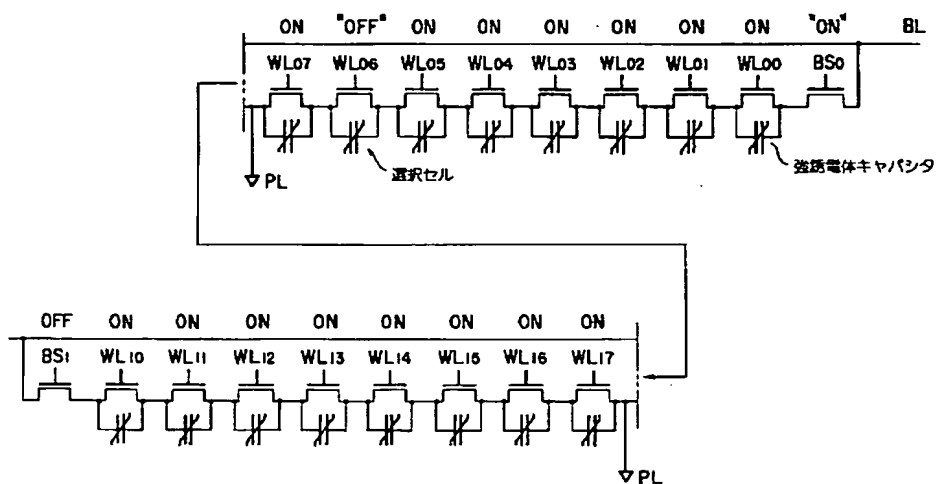 ON "OFF" ON ON ON ON ON ON "ON" BL
WL07 WL06 WL05 WL04 WL03 WL02 WL01 WL00 BS0
選択セル
強誘電体キャパシタ
PL
OFF ON ON ON ON ON ON ON ON
BS1 WL10 WL11 WL12 WL13 WL14 WL15 WL16 WL17
PL